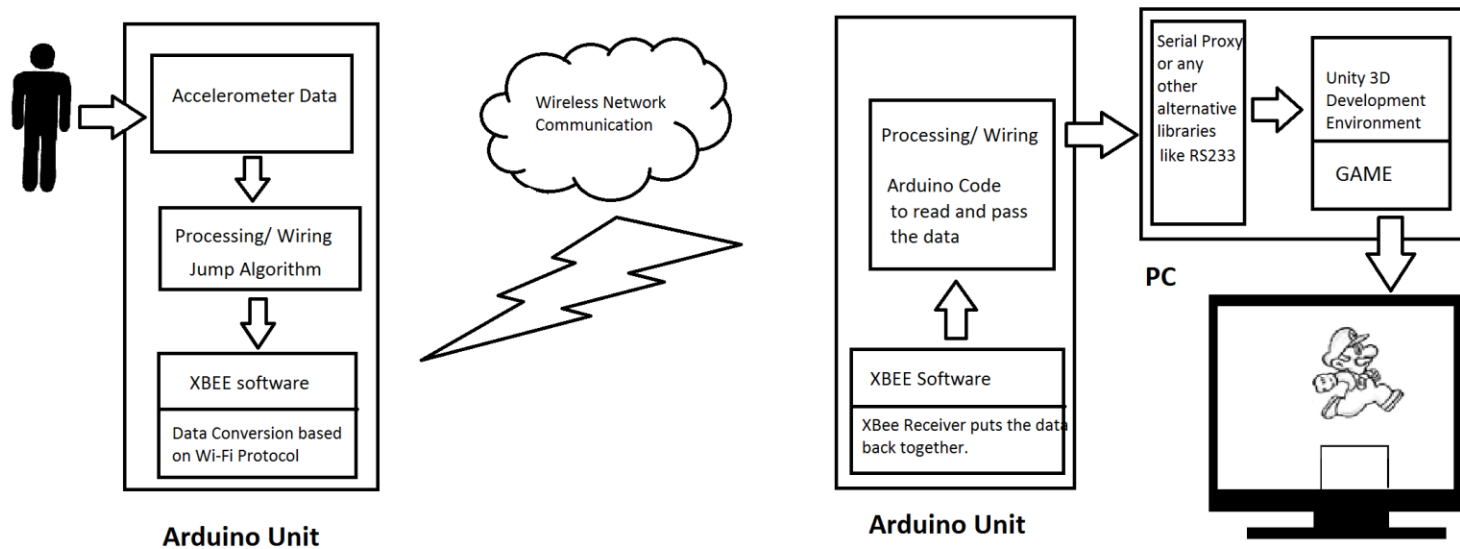 Accelerometer Data
Processing/ Wiring
Jump Algorithm
XBEE software
Data Conversion based
on Wi-Fi Protocol
Arduino Unit
Wireless Network
Communication
Processing/ Wiring
Arduino Code
to read and pass
the data
XBEE Software
XBee Receiver puts the data
back together.
Arduino Unit
Serial Proxy
or any
other
alternative
libraries
like RS233
Unity 3D
Development
Environment
GAME
PC